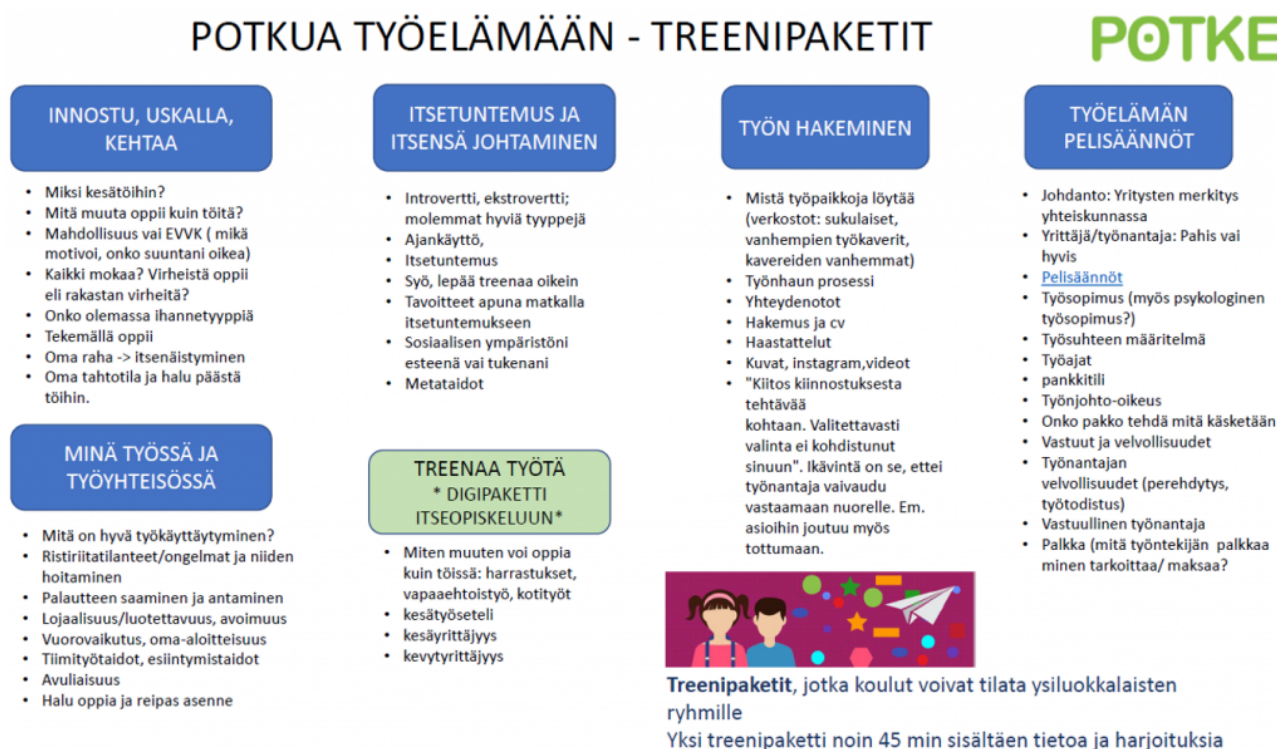 POTKUA TYÖELÄMÄÄN - TREENIPAKETIT
POTKE
INNOSTU, USKALLA,
KEHTAA
• Miksi kesätöihin?
• Mitä muuta oppii kuin töitä?
• Mahdollisuus vai EVVK ( mikä
motivoi, onko suuntani oikea)
• Kaikki mokaa? Virheistä oppii
eli rakastan virheitä?
• Onko olemassa ihannetyyppiä
• Tekemällä oppii
• Oma raha -> itsenäistyminen
• Oma tahtotila ja halu päästä
töihin.
MINÄ TYÖSSÄ JA
TYÖYHTEISÖSSÄ
• Mitä on hyvä työkäyttäytyminen?
• Ristiriitatilanteet/ongelmat ja niiden
hoitaminen
• Palautteen saaminen ja antaminen
• Lojaalisuus/luotettavuus, avoimuus
• Vuorovaikutus, oma-aloitteisuus
• Tiimityötaidot, esiintymistaidot
• Avuliaisuus
• Halu oppia ja reipas asenne
ITSETUNTEMUS JA
ITSENSÄ JOHTAMINEN
• Introvertti, ekstrovertti;
molemmat hyviä tyyppejä
• Ajankäyttö,
• Itsetuntemus
• Syö, lepää treenaa oikein
• Tavoitteet apuna matkalla
itsetuntemukseen
• Sosiaalisen ympäristöni
esteenä vai tukenani
• Metataidot
TREENAA TYÖTÄ
* DIGIPAKETTI
ITSEOPISKELUUN*
• Miten muuten voi oppia
kuin töissä: harrastukset,
vapaaehtoistyö, kotityöt
• kesätyöseteli
• kesäyrittäjyys
• kevytyrittäjyys
TYÖN HAKEMINEN
• Mistä työpaikkoja löytää
(verkostot: sukulaiset,
vanhempien työkaverit,
kavereiden vanhemmat)
• Työnhaun prosessi
• Yhteydenotot
• Hakemus ja cv
• Haastattelut
• Kuvat, instagram,videot
• "Kiitos kiinnostuksesta
tehtävää
kohtaan. Valitettavasti
valinta ei kohdistunut
sinuun". Ikävintä on se, ettei
työnantaja vaivaudu
vastaamaan nuorelle. Em.
asioihin joutuu myös
tottumaan.
TYÖELÄMÄN
PELISÄÄNNÖT
• Johdanto: Yritysten merkitys
yhteiskunnassa
• Yrittäjä/työnantaja: Pahis vai
hyvis
• Pelisäännöt
• Työsopimus (myös psykologinen
työsopimus?)
• Työsuhteen määritelmä
• Työajat
• pankkitili
• Työnjohto-oikeus
• Onko pakko tehdä mitä käsketään
• Vastuut ja velvollisuudet
• Työnantajan
velvollisuudet (perehdytys,
työtodistus)
• Vastuullinen työnantaja
• Palkka (mitä työntekijän palkkaa
minen tarkoittaa/ maksaa?
Treenipaketit, jotka koulut voivat tilata ysiluokkalaisten
ryhmille
Yksi treenipaketti noin 45 min sisältäen tietoa ja harjoituksia